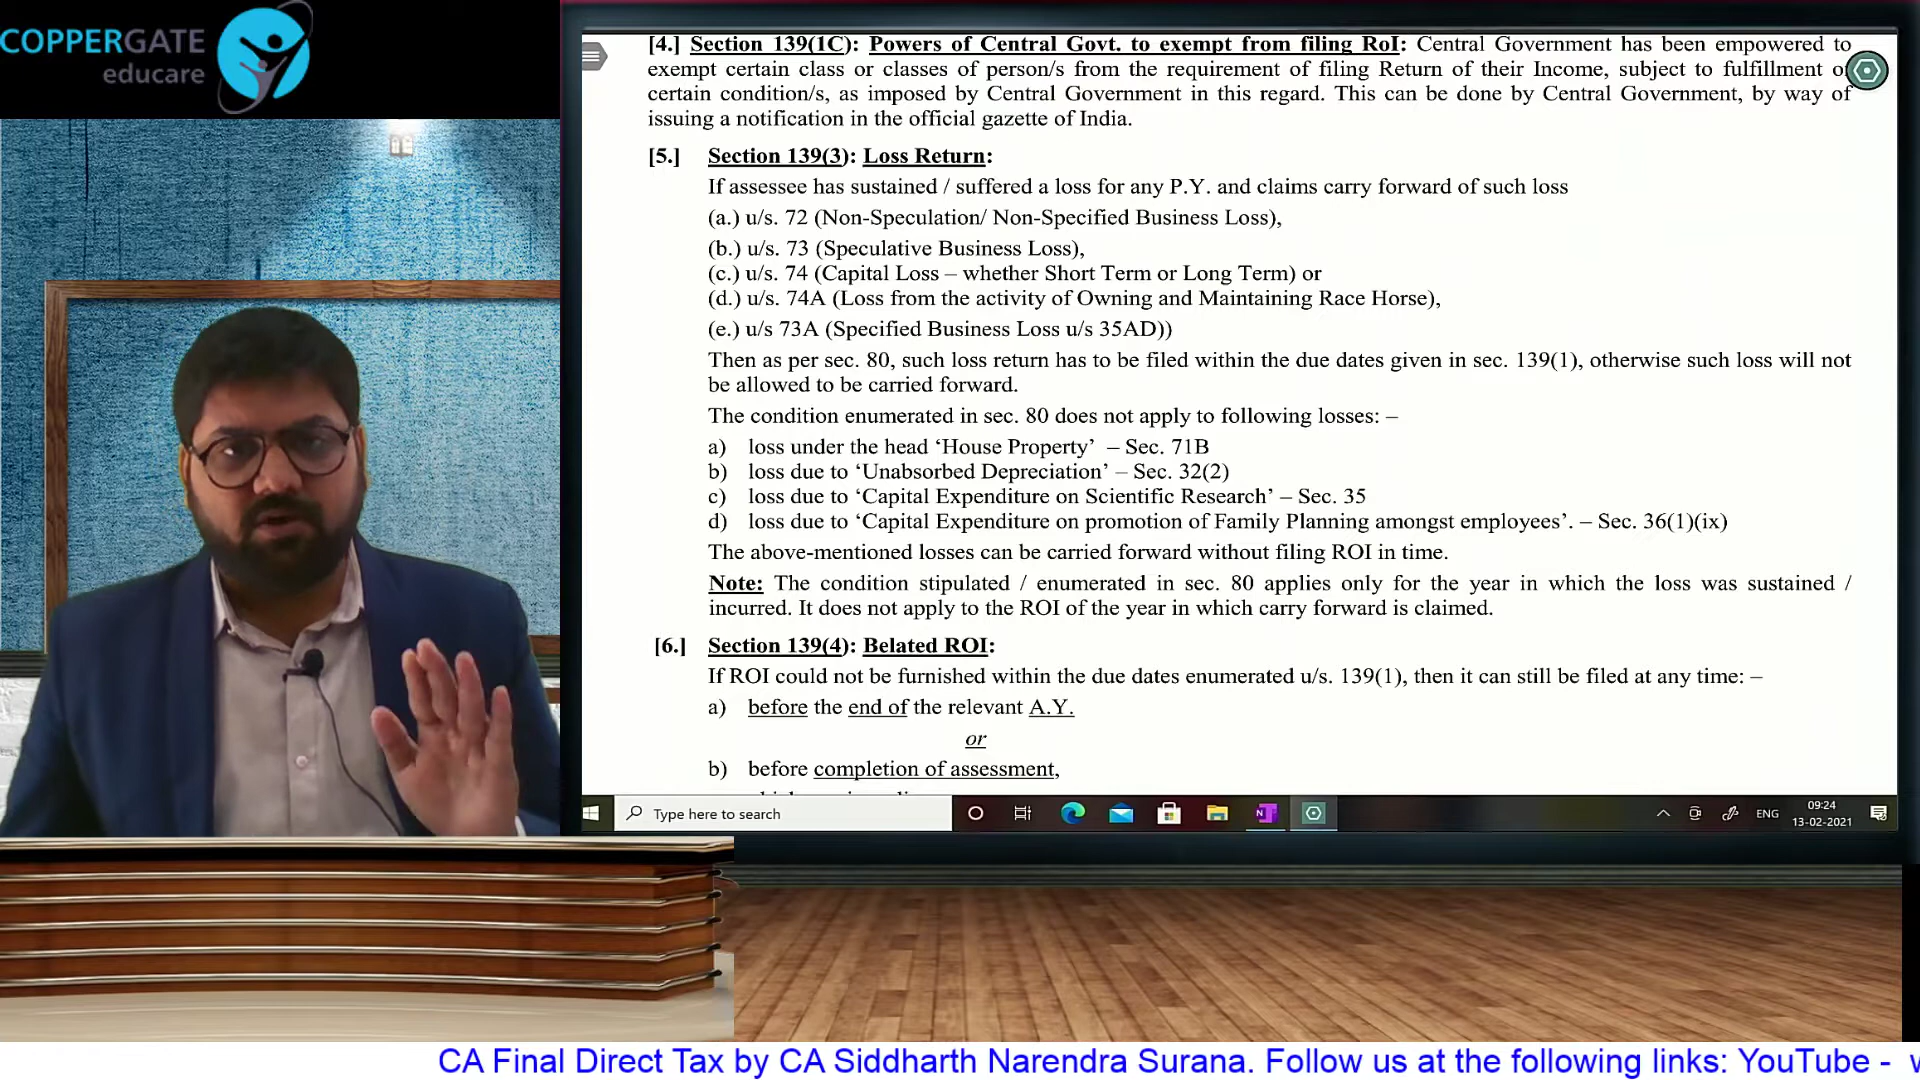 COPPERGATE
educare
[4.] Section 139(1C): Powers of Central Govt. to exempt from filing RoI: Central Government has been empowered to
exempt certain class or classes of person/s from the requirement of filing Return of their Income, subject to fulfillment
certain condition/s, as imposed by Central Government in this regard. This can be done by Central Government, by way of
issuing a notification in the official gazette of India.
[5.] Section 139(3): Loss Return:
If assessee has sustained / suffered a loss for any P.Y. and claims carry forward of such loss
(a.) u/s. 72 (Non-Speculation/ Non-Specified Business Loss),
(b.) u/s. 73 (Speculative Business Loss),
(c.) u/s. 74 (Capital Loss – whether Short Term or Long Term) or
(d.) u/s. 74A (Loss from the activity of Owning and Maintaining Race Horse),
(e.) u/s 73A (Specified Business Loss u/s 35AD))
Then as per sec. 80, such loss return has to be filed within the due dates given in sec. 139(1), otherwise such loss will not
be allowed to be carried forward.
The condition enumerated in sec. 80 does not apply to following losses: –
a) loss under the head ‘House Property’ – Sec. 71B
b) loss due to ‘Unabsorbed Depreciation’ – Sec. 32(2)
c) loss due to ‘Capital Expenditure on Scientific Research’ – Sec. 35
d) loss due to ‘Capital Expenditure on promotion of Family Planning amongst employees’. – Sec. 36(1)(ix)
The above-mentioned losses can be carried forward without filing ROI in time.
Note: The condition stipulated / enumerated in sec. 80 applies only for the year in which the loss was sustained /
incurred. It does not apply to the ROI of the year in which carry forward is claimed.
[6.] Section 139(4): Belated ROI:
If ROI could not be furnished within the due dates enumerated u/s. 139(1), then it can still be filed at any time: –
a) before the end of the relevant A.Y.
or
b) before completion of assessment,
Type here to search
ENG
09:24
13-02-2021
CA Final Direct Tax by CA Siddharth Narendra Surana. Follow us at the following links: YouTube -